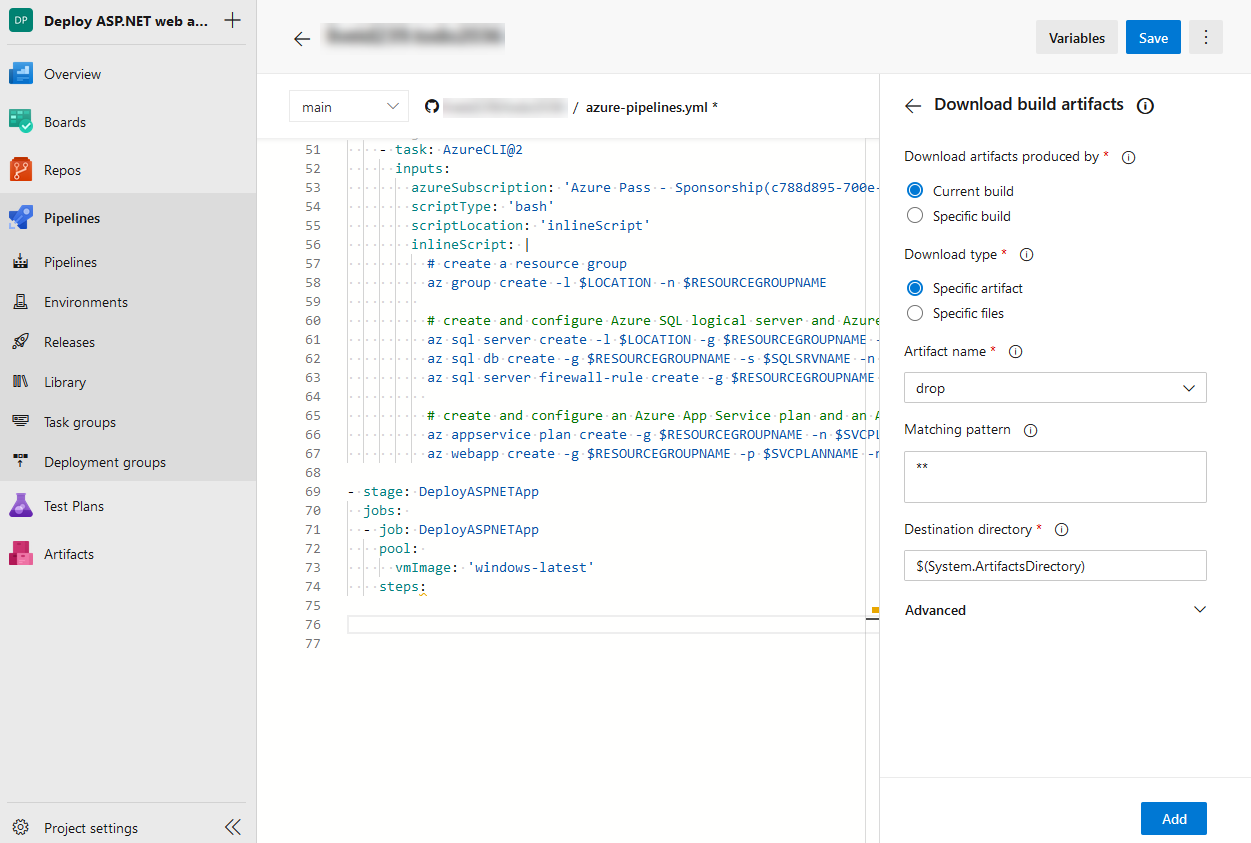 DP Deploy ASP.NET web a...
Overview
Boards
Repos
Pipelines
Pipelines
Environments
Releases
Library
Task groups
Deployment groups
Test Plans
Artifacts
Project settings
Variables
Save
main
/ azure-pipelines.yml *
51 - task: AzureCLI@2
52 inputs:
53 azureSubscription: 'Azure Pass - Sponsorship(c788d895-700e-
54 scriptType: 'bash'
55 scriptLocation: 'inlineScript'
56 inlineScript: |
57 # create a resource group
58 az group create -l $LOCATION -n $RESOURCEGROUPNAME
59
60 # create and configure Azure SQL logical server and Azure
61 az sql server create -l $LOCATION -g $RESOURCEGROUPNAME -
62 az sql db create -g $RESOURCEGROUPNAME -s $SQLSRVNAME -n
63 az sql server firewall-rule create -g $RESOURCEGROUPNAME
64
65 # create and configure an Azure App Service plan and an A
66 az appservice plan create -g $RESOURCEGROUPNAME -n $SVCPL
67 az webapp create -g $RESOURCEGROUPNAME -p $SVCPLANNAME -n
68
69 - stage: DeployASPNETApp
70 jobs:
71 - job: DeployASPNETApp
72 pool:
73 vmImage: 'windows-latest'
74 steps:
75
76
77
Download build artifacts
Download artifacts produced by *
Current build
Specific build
Download type *
Specific artifact
Specific files
Artifact name *
drop
Matching pattern
**
Destination directory *
$(System.ArtifactsDirectory)
Advanced
Add